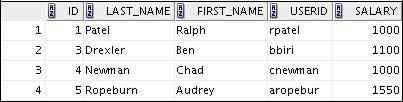 ID LAST_NAME FIRST_NAME USERID SALARY
1 1 Patel Ralph rpatel 1000
2 3 Drexler Ben bbiri 1100
3 4 Newman Chad cnewman 1000
4 5 Ropeburn Audrey aropebur 1550